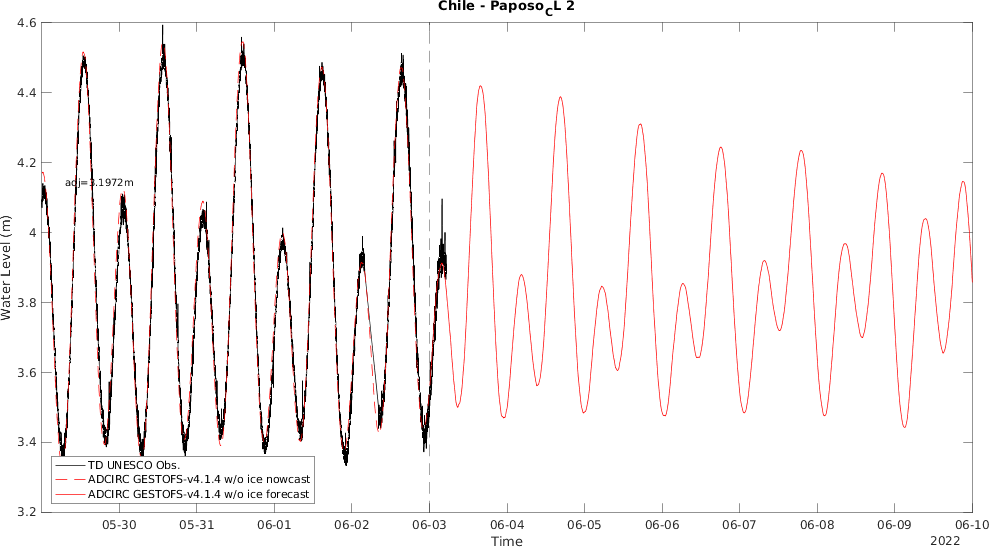 Chile - Paposo_CL 2
4.6
4.4
4.2
4
3.8
3.6
3.4
3.2
Water Level (m)
adj=3.1972m
TD UNESCO Obs.
ADCIRC GESTOFS-v4.1.4 w/o ice nowcast
ADCIRC GESTOFS-v4.1.4 w/o ice forecast
05-30 05-31 06-01 06-02 06-03 06-04 06-05 06-06 06-07 06-08 06-09 06-10
Time
2022